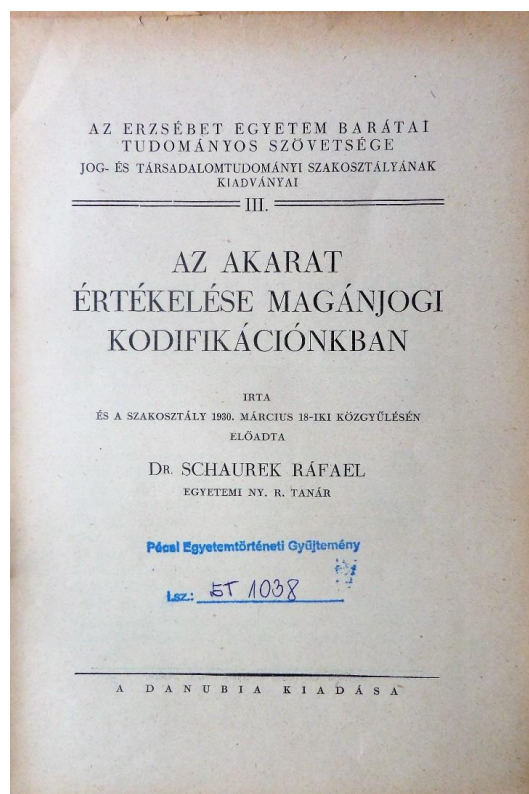 AZ ERZSÉBET EGYETEM BARÁTAI
TUDOMÁNYOS SZÖVETSÉGE
JOG- ÉS TÁRSADALOMTUDOMÁNYI SZAKOSZTÁLYÁNAK
KIADVÁNYAI
III.
AZ AKARAT
ÉRTÉKELÉSE MAGÁNJOGI
KODIFIKÁCIÓNKBAN
IRTA
ÉS A SZAKOSZTÁLY 1930. MÁRCIUS 18-IKI KÖZGYŰLÉSÉN
ELŐADTA
DR. SCHAUREK RÁFAEL
EGYETEMI NY. R. TANÁR
Pécsi Egyetemtörténeti Gyűjtemény
Lsz.: ET 1038
A DANUBIA KIADÁSA